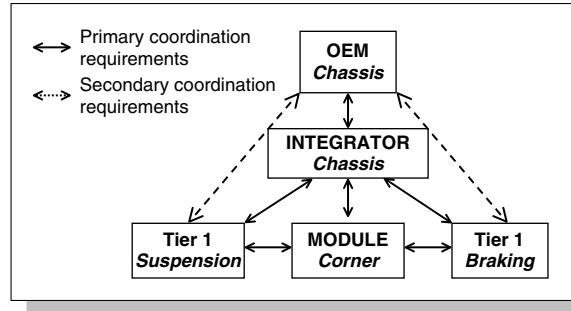 Primary coordination
requirements
Secondary coordination
requirements
OEM
Chassis
INTEGRATOR
Chassis
Tier 1
Suspension
MODULE
Corner
Tier 1
Braking